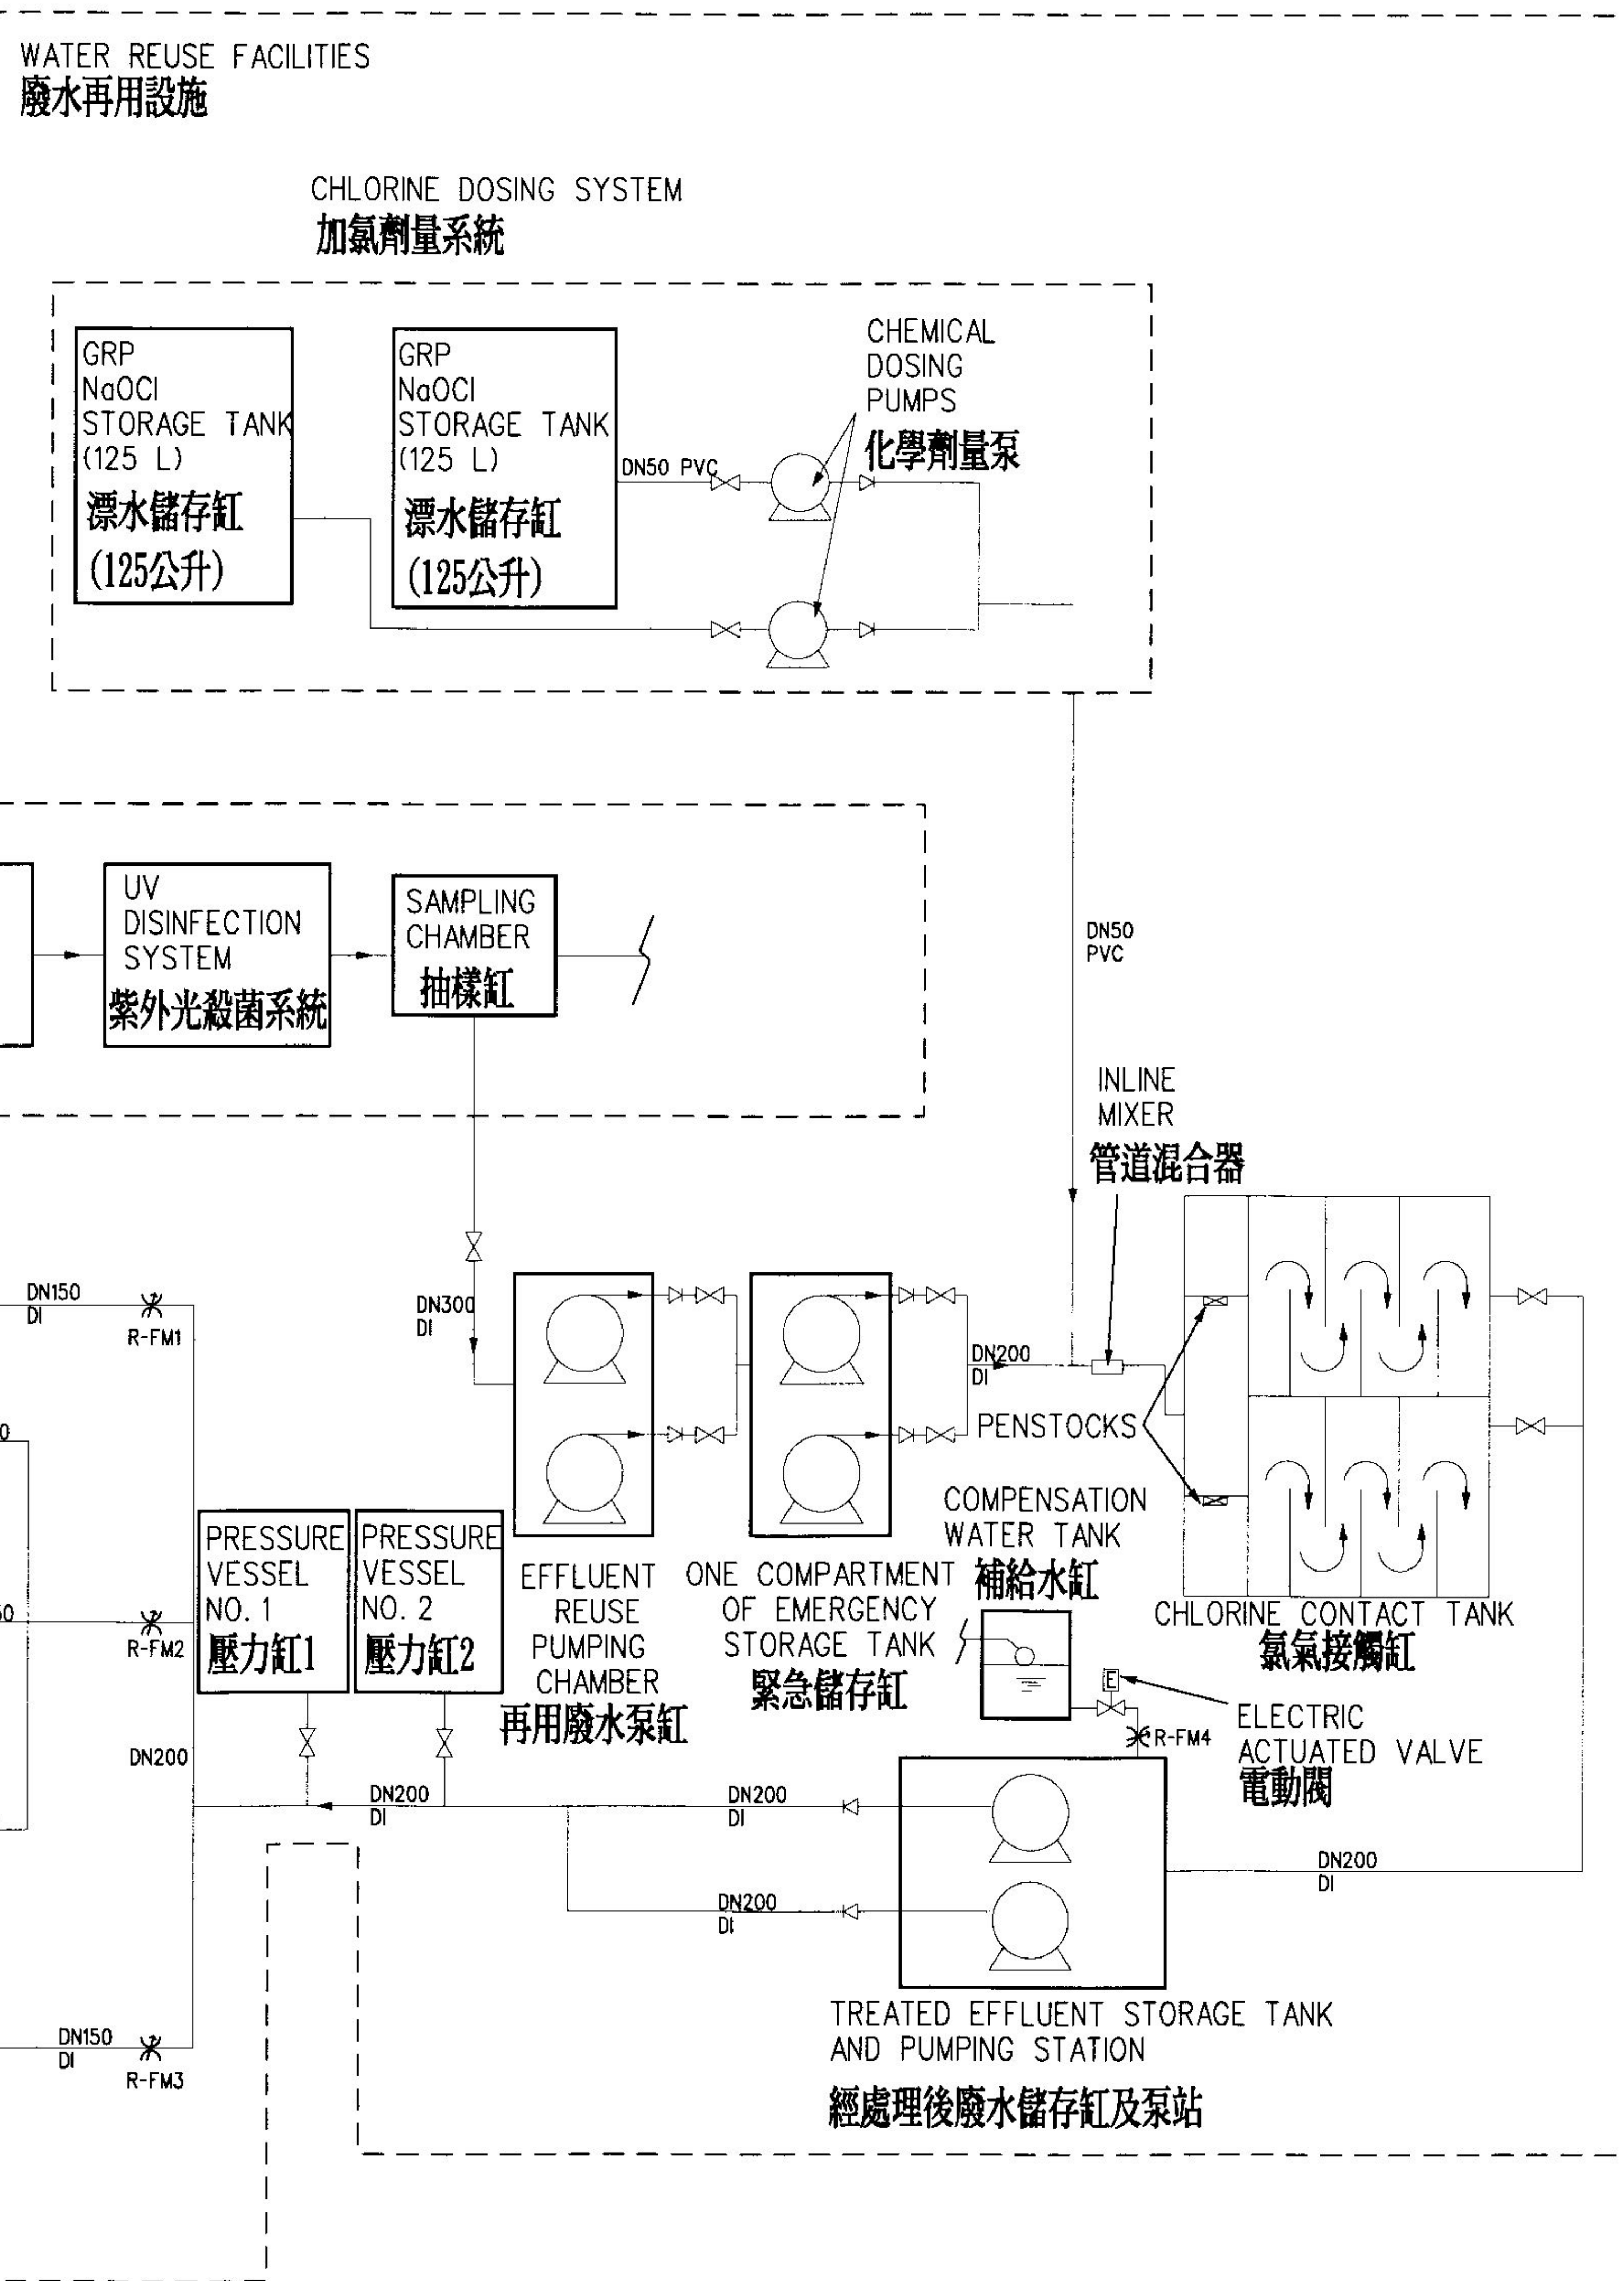 WATER REUSE FACILITIES
廢水再用設施
CHLORINE DOSING SYSTEM
加氯劑量系統
GRP
NaOCl
STORAGE TANK
(125 L)
漂水儲存缸
(125公升)
GRP
NaOCl
STORAGE TANK
(125 L)
漂水儲存缸
(125公升)
DN50 PVC
CHEMICAL
DOSING
PUMPS
化學劑量泵
UV
DISINFECTION
SYSTEM
紫外光殺菌系統
SAMPLING
CHAMBER
抽樣缸
DN50
PVC
INLINE
MIXER
管道混合器
DN150
DI
R-FM1
DN300
DI
DN200
DI
PENSTOCKS
0
R-FM2
PRESSURE
VESSEL
NO. 1
壓力缸1
PRESSURE
VESSEL
NO. 2
壓力缸2
EFFLUENT
REUSE
PUMPING
CHAMBER
再用廢水泵缸
ONE COMPARTMENT
OF EMERGENCY
STORAGE TANK
緊急儲存缸
COMPENSATION
WATER TANK
補給水缸
CHLORINE CONTACT TANK
氯氣接觸缸
E
R-FM4
ELECTRIC
ACTUATED VALVE
電動閥
DN200
DN200
DI
DN200
DI
DN200
DI
DN200
DI
DN150
DI
R-FM3
TREATED EFFLUENT STORAGE TANK
AND PUMPING STATION
經處理後廢水儲存缸及泵站